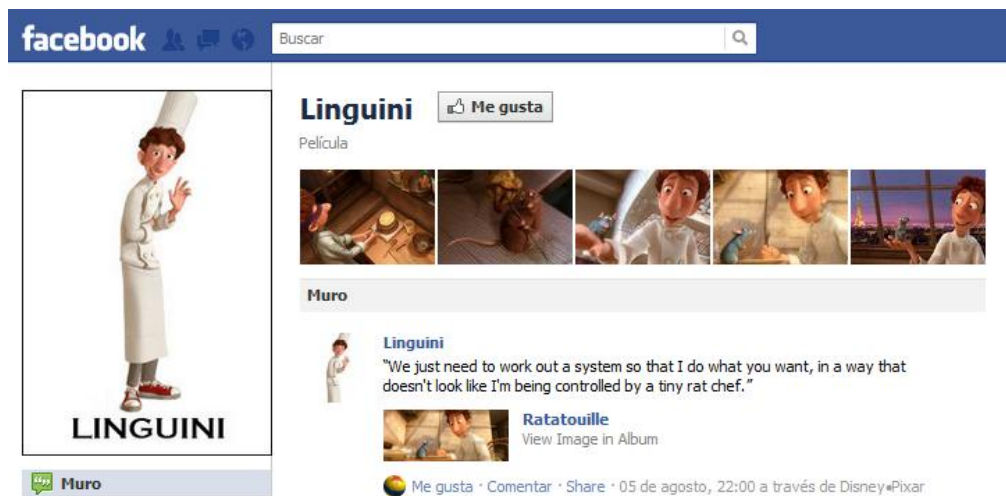 facebook Buscar
Linguini Me gusta
Película
LINGUINI
Muro
Muro
Linguini
“We just need to work out a system so that I do what you want, in a way that
doesn't look like I'm being controlled by a tiny rat chef.”
Ratatouille
View Image in Album
Me gusta · Comentar · Share · 05 de agosto, 22:00 a través de Disney•Pixar